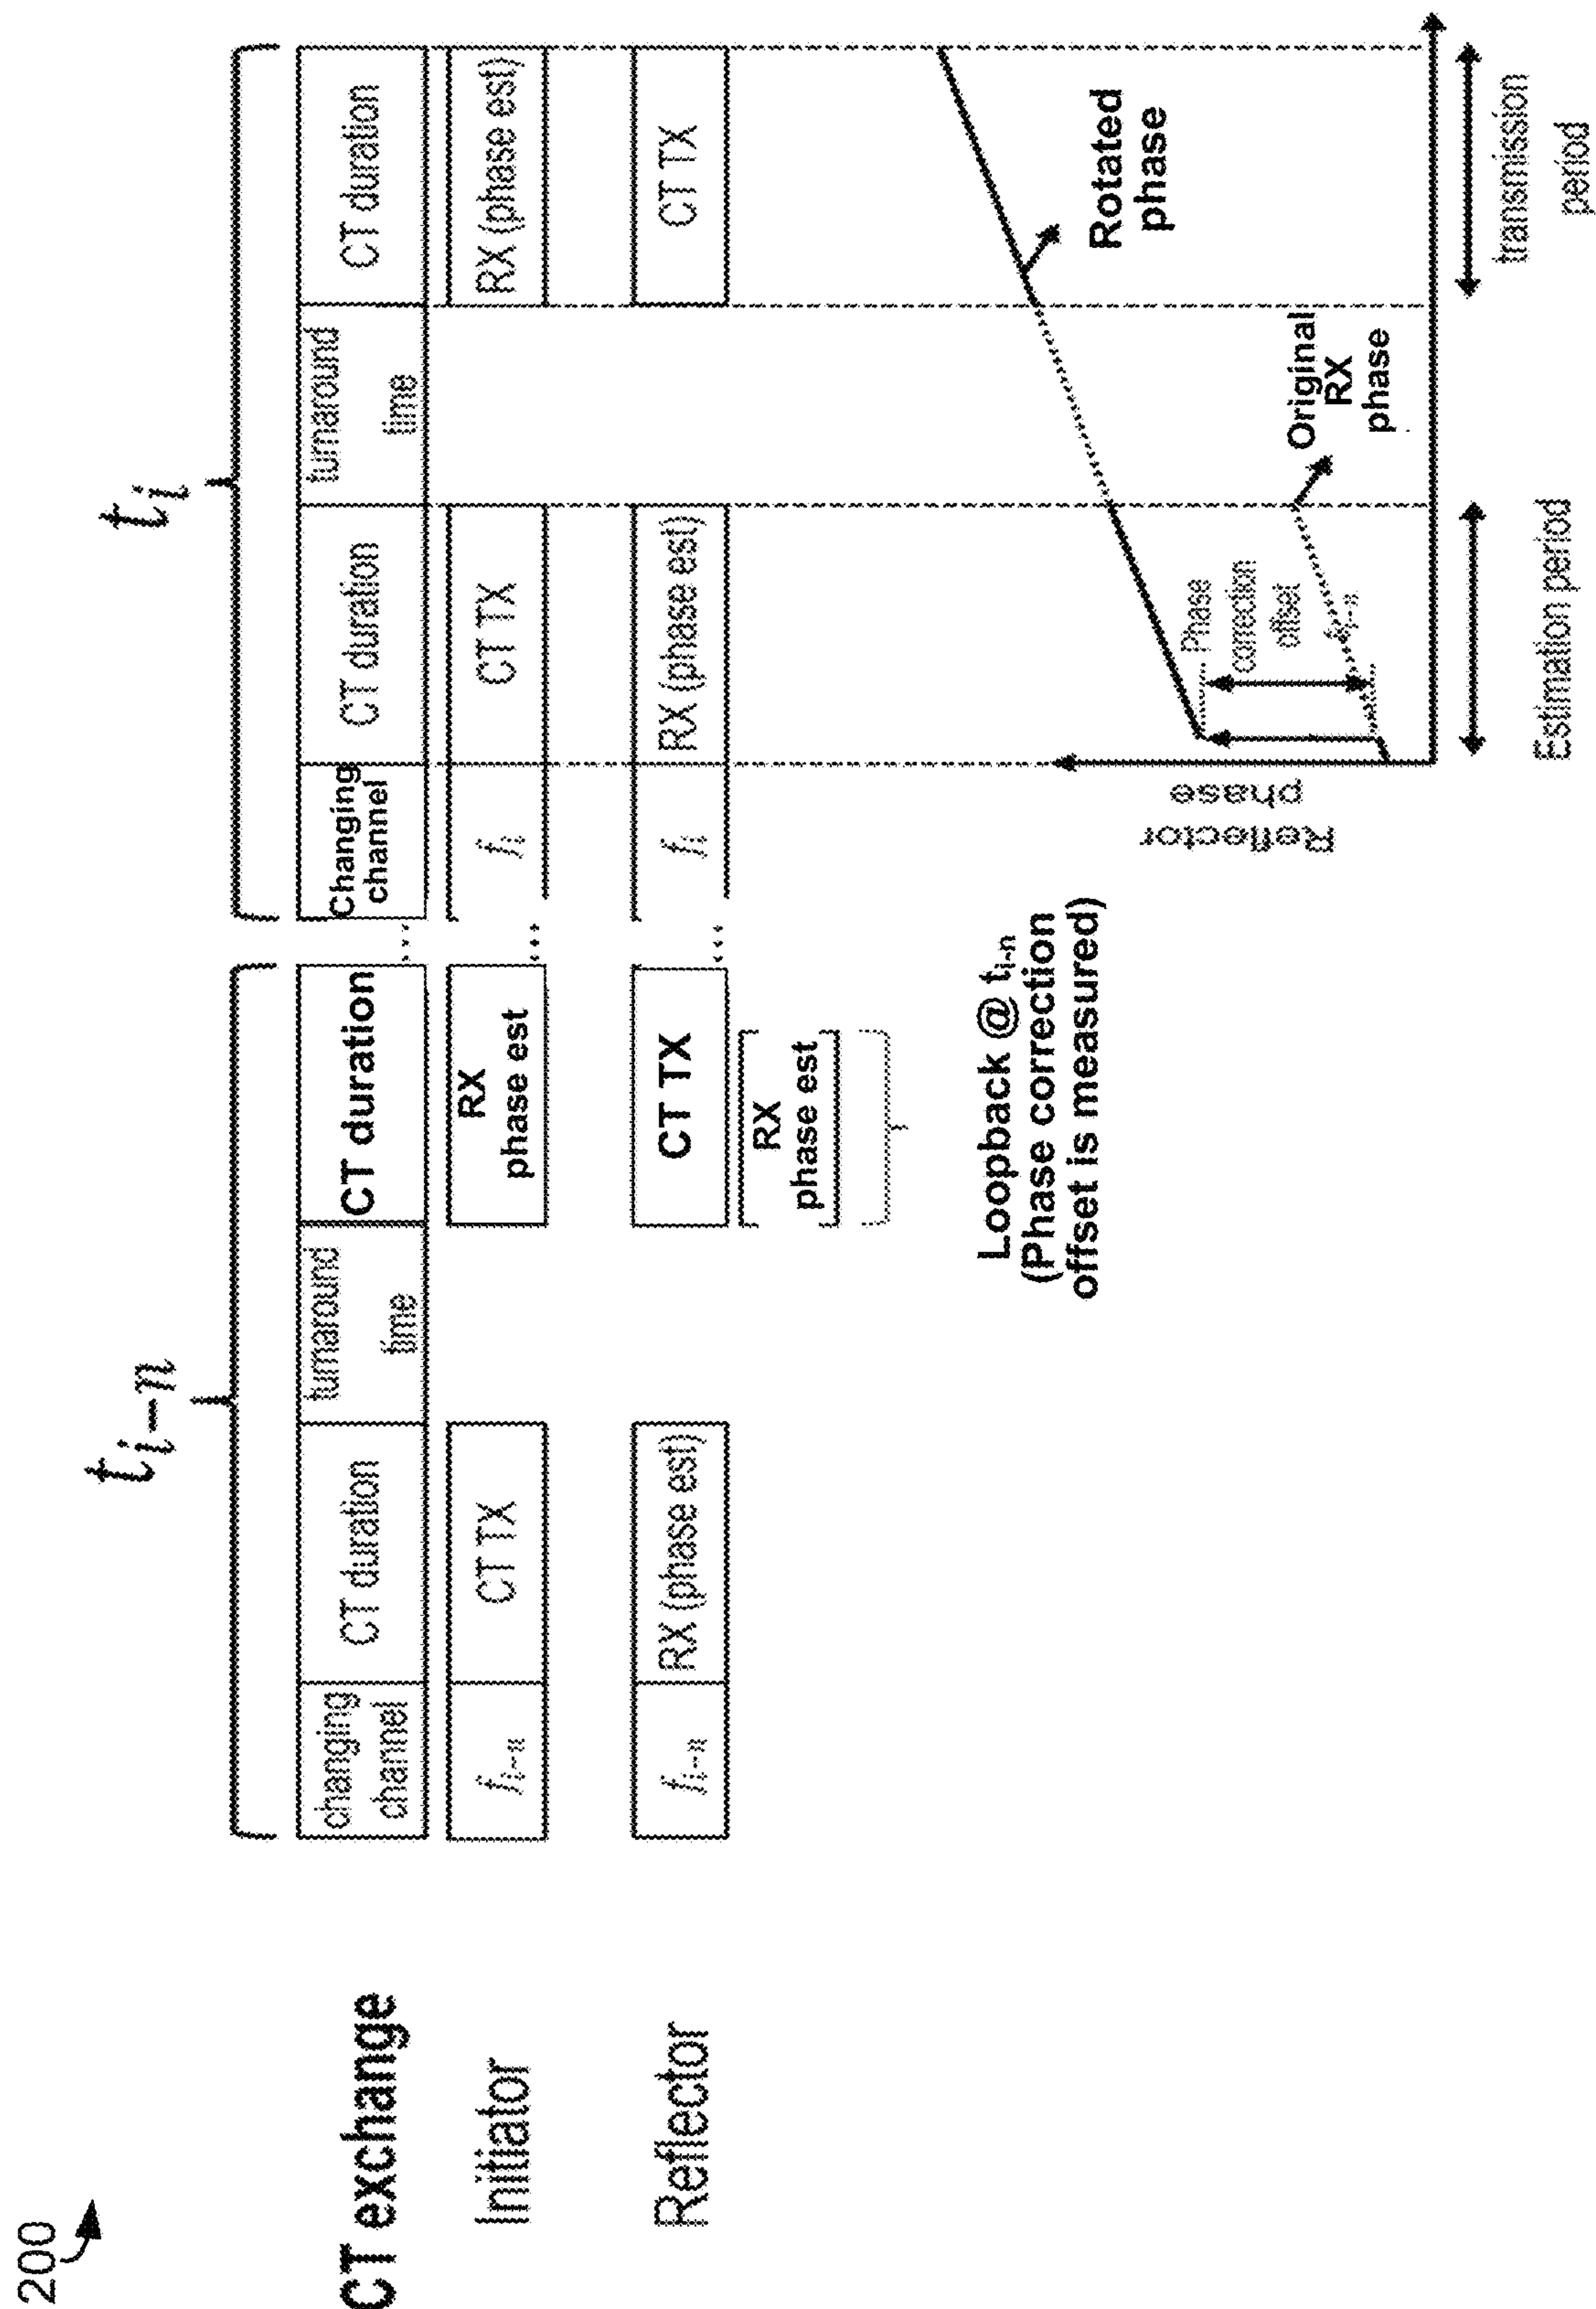 200
t_{i-n}
t_i
CT exchange
changing
channel
CT duration
turnaround
time
CT duration
...
Changing
channel
CT duration
turnaround
time
CT duration
Initiator
f_{i-n}
CT TX
RX
phase est
...
f_i
CT TX
RX (phase est)
Reflector
f_{i-n}
RX (phase est)
CT TX
...
f_i
RX (phase est)
CT TX
RX
phase est
Loopback @ t_{i-n}
(Phase correction
offset is measured)
Reflector
phase
Phase
correction
offset
Original
RX
phase
Rotated
phase
Estimation period
transmission
period